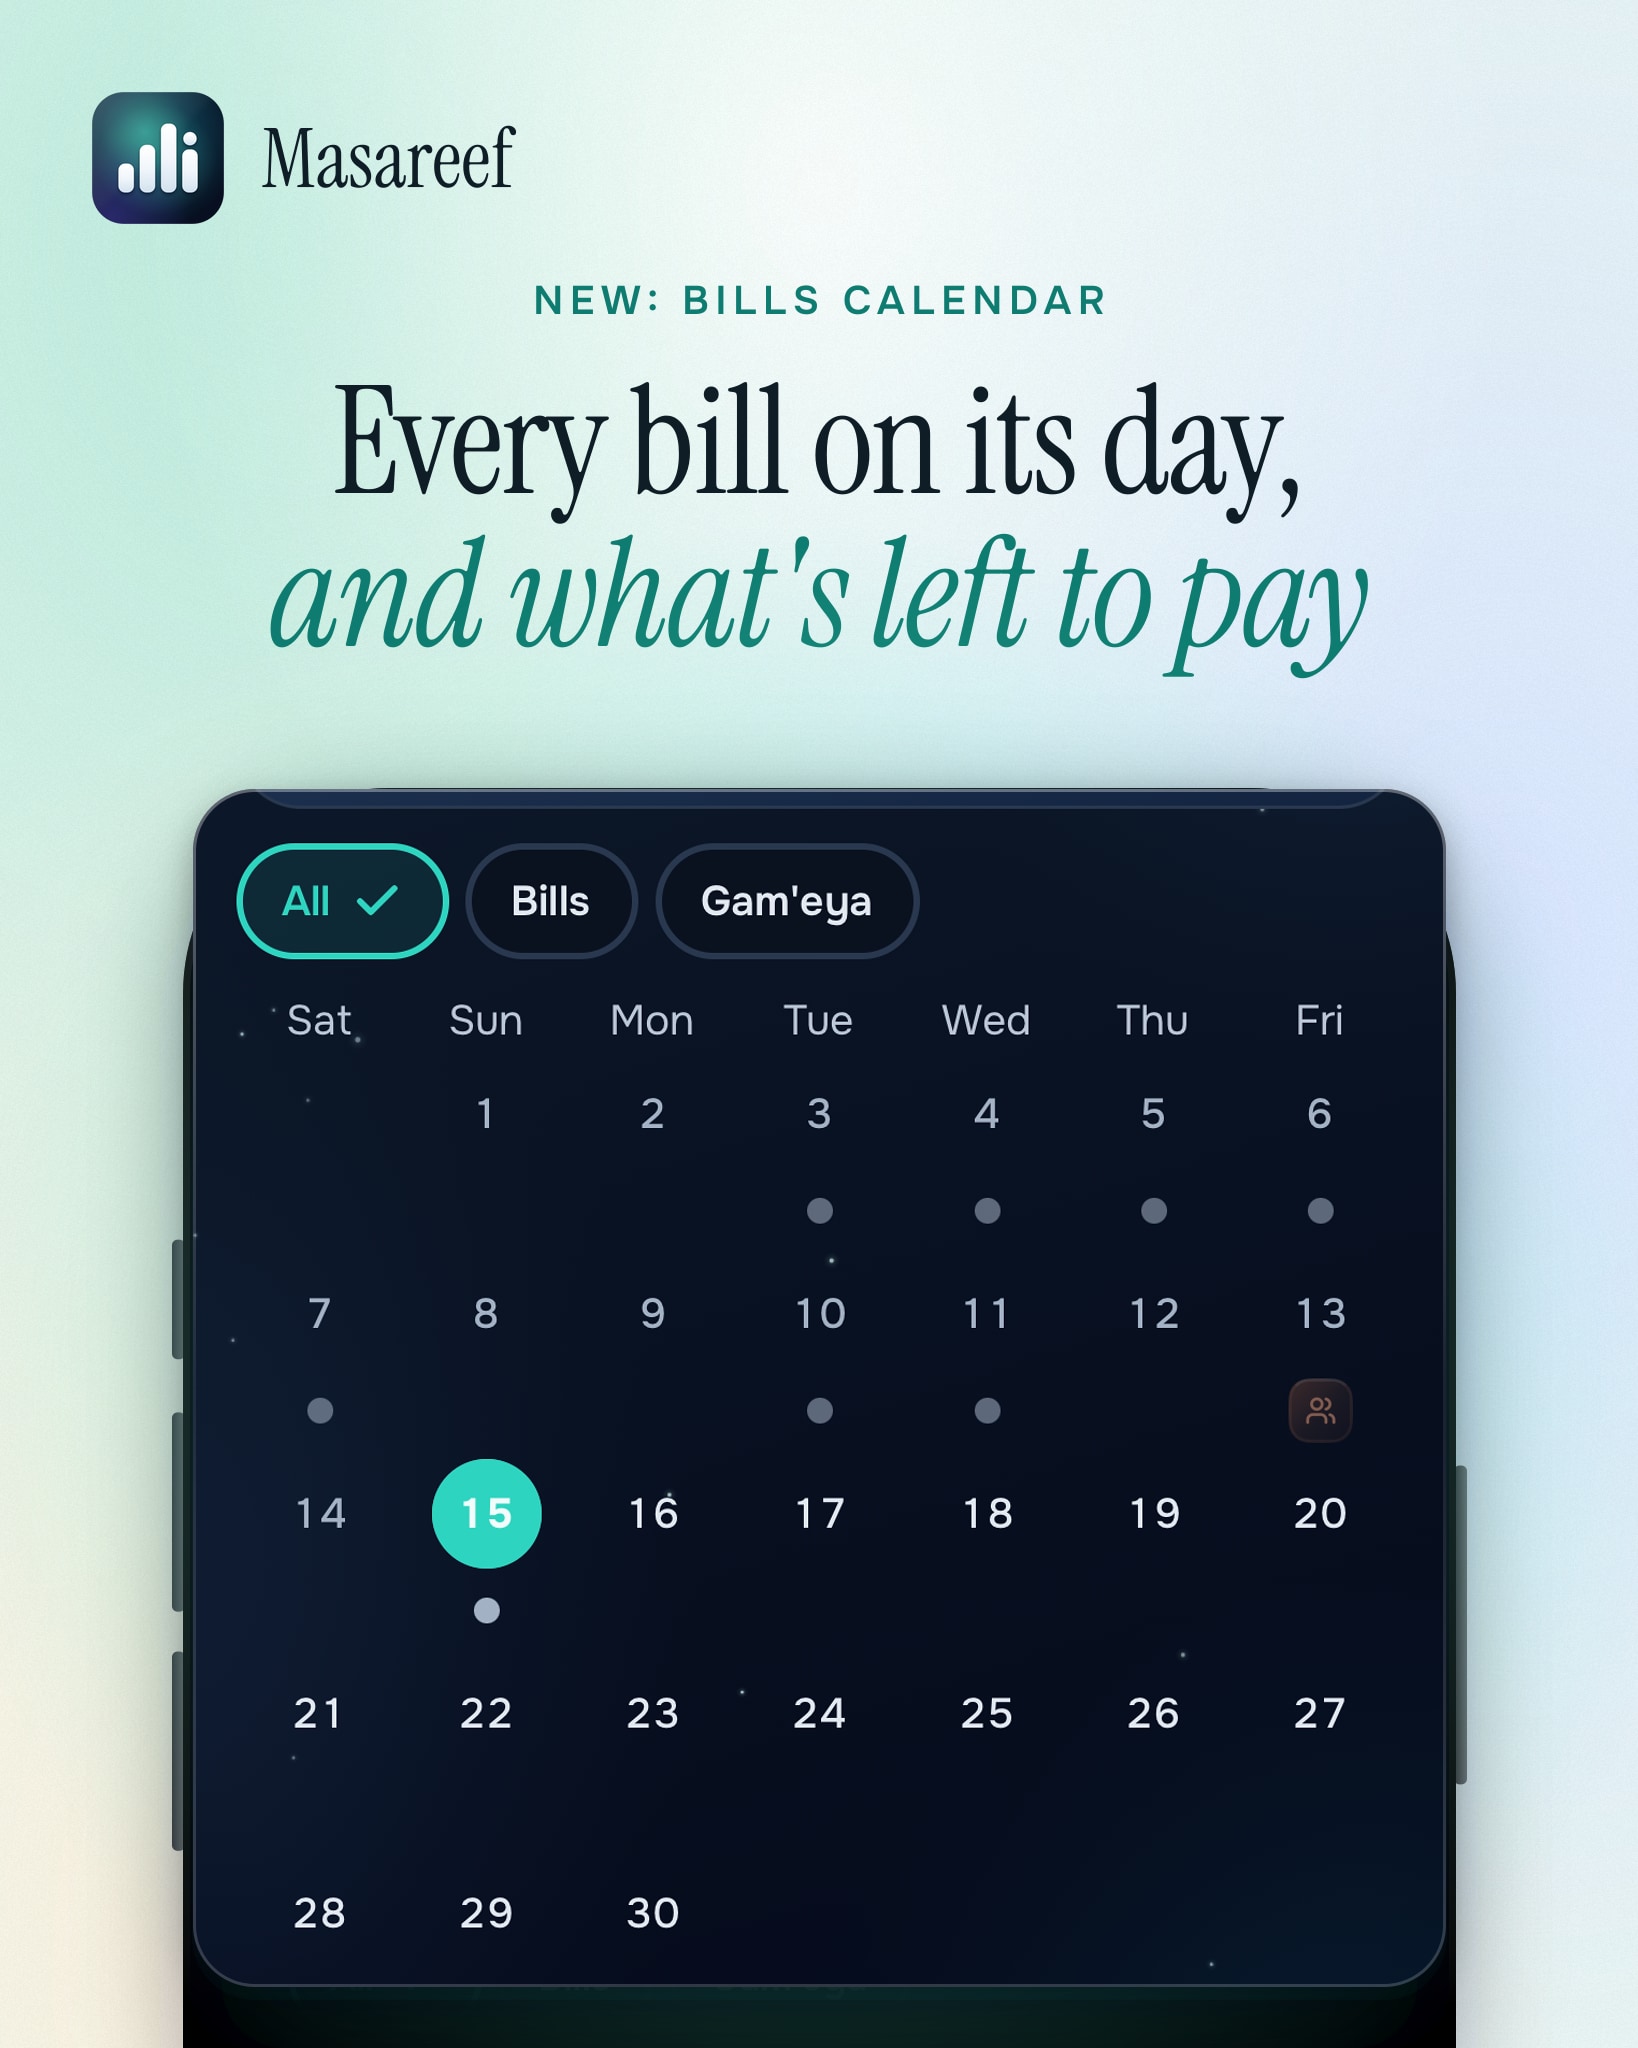 Masareef
NEW: BILLS CALENDAR
Every bill on its day,
and what's left to pay
All Bills Gam'eya
Sat Sun Mon Tue Wed Thu Fri
1 2 3 4 5 6
7 8 9 10 11 12 13
14 15 16 17 18 19 20
21 22 23 24 25 26 27
28 29 30